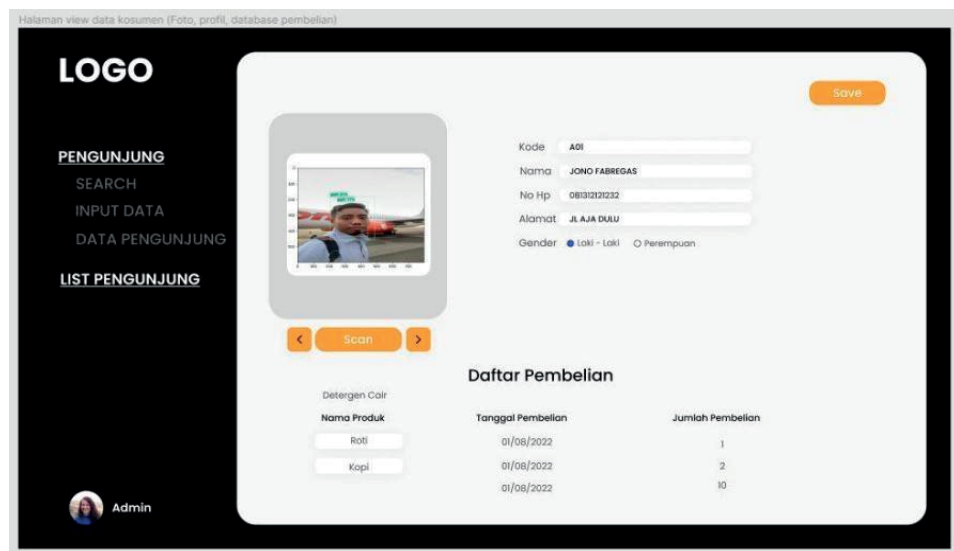 Halaman view data kosumen (Foto, profil, database pembelian)
LOGO
Save
PENGUNJUNG
SEARCH
INPUT DATA
DATA PENGUNJUNG
LIST PENGUNJUNG
Kode A01
Nama JONO FABREGAS
No Hp 081312121232
Alamat JL AJA DULU
Gender Laki - Laki Perempuan
< Scan >
Daftar Pembelian
Detergen Cair
Nama Produk Tanggal Pembelian Jumlah Pembelian
Roti 01/08/2022 1
Kopi 01/08/2022 2
01/08/2022 10
Admin